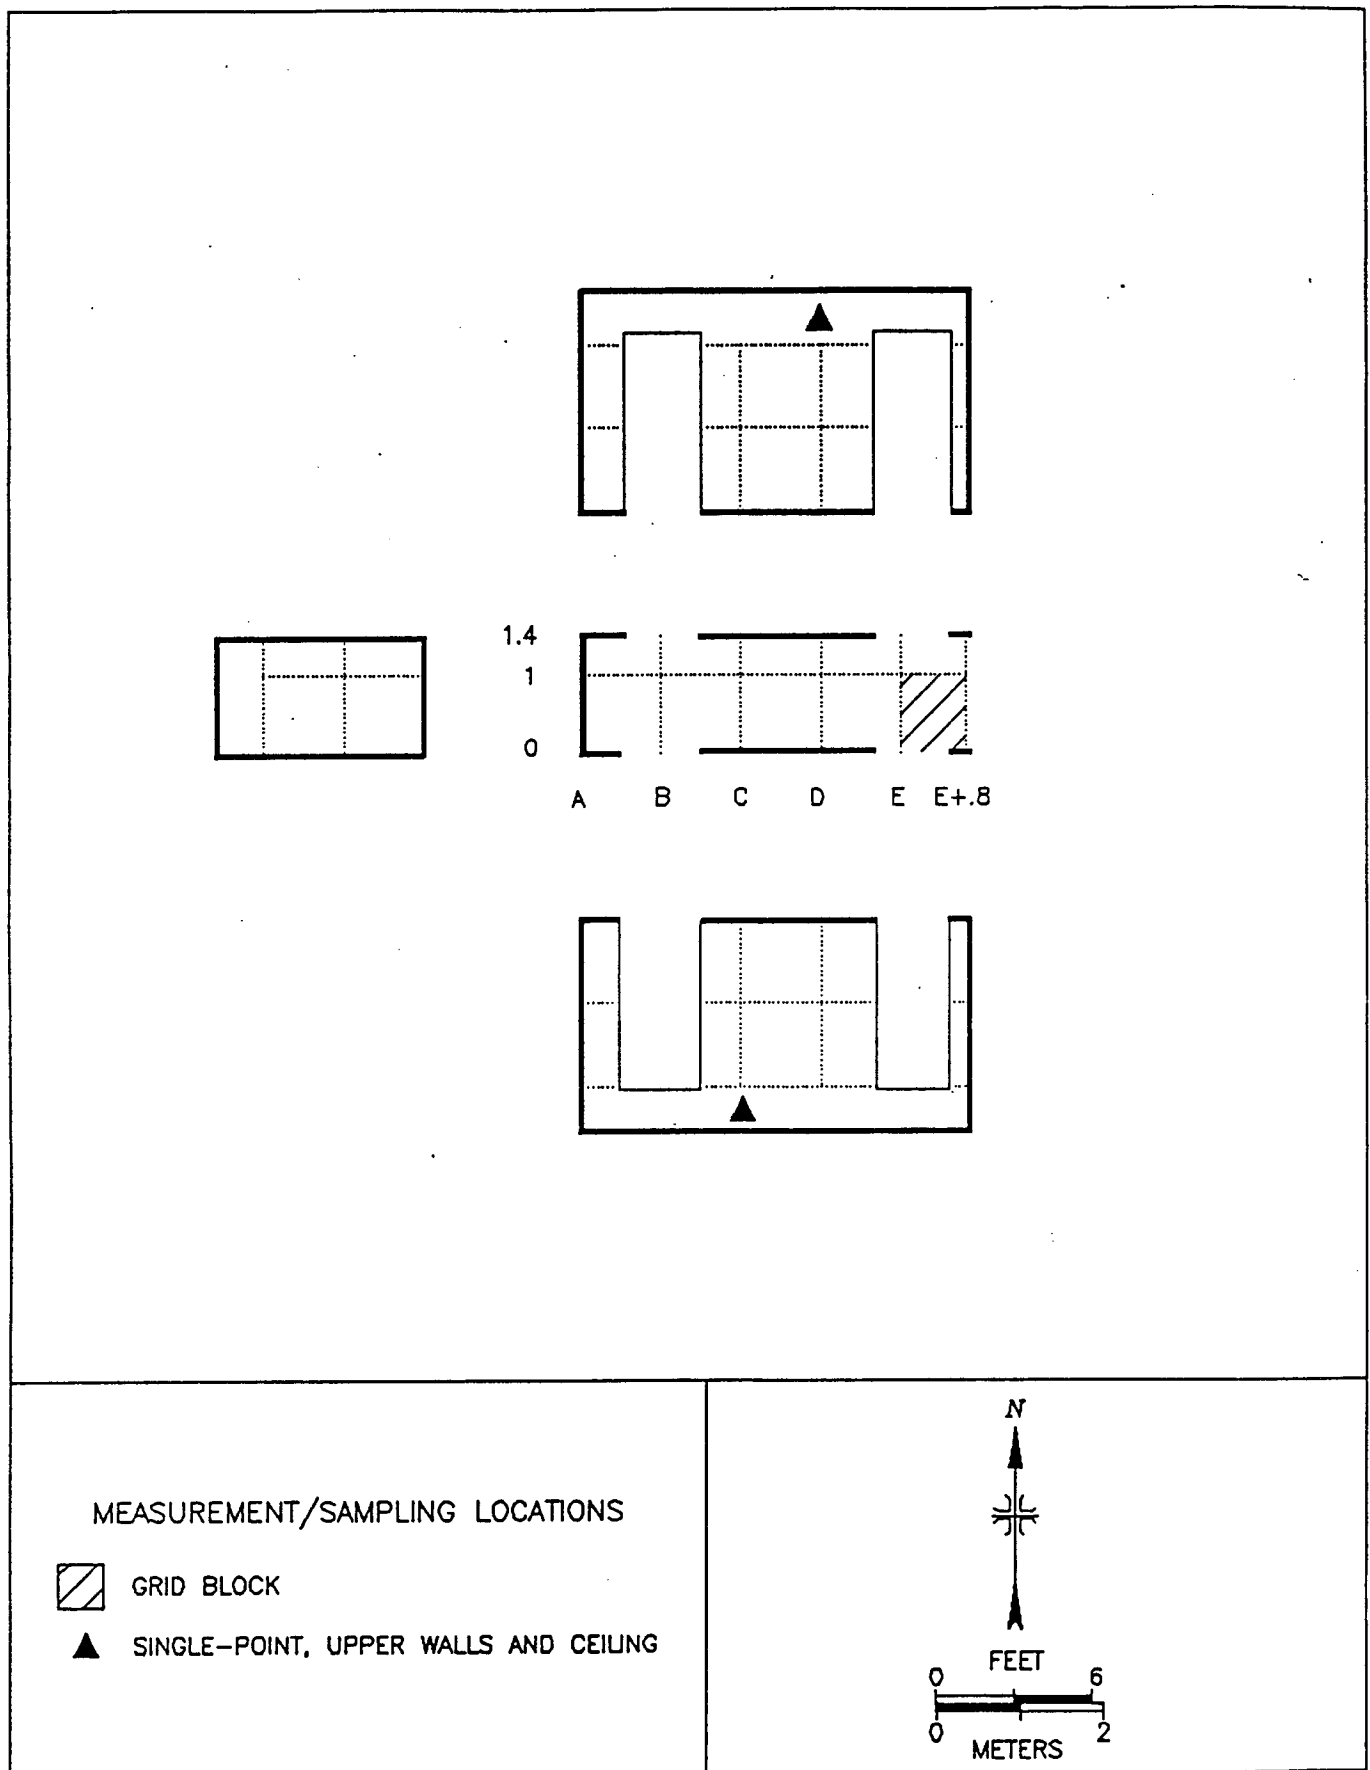 1.4
1
0
A B C D E E+.8
MEASUREMENT/SAMPLING LOCATIONS
GRID BLOCK
SINGLE-POINT, UPPER WALLS AND CEILING
N
FEET
0 6
0 2
METERS